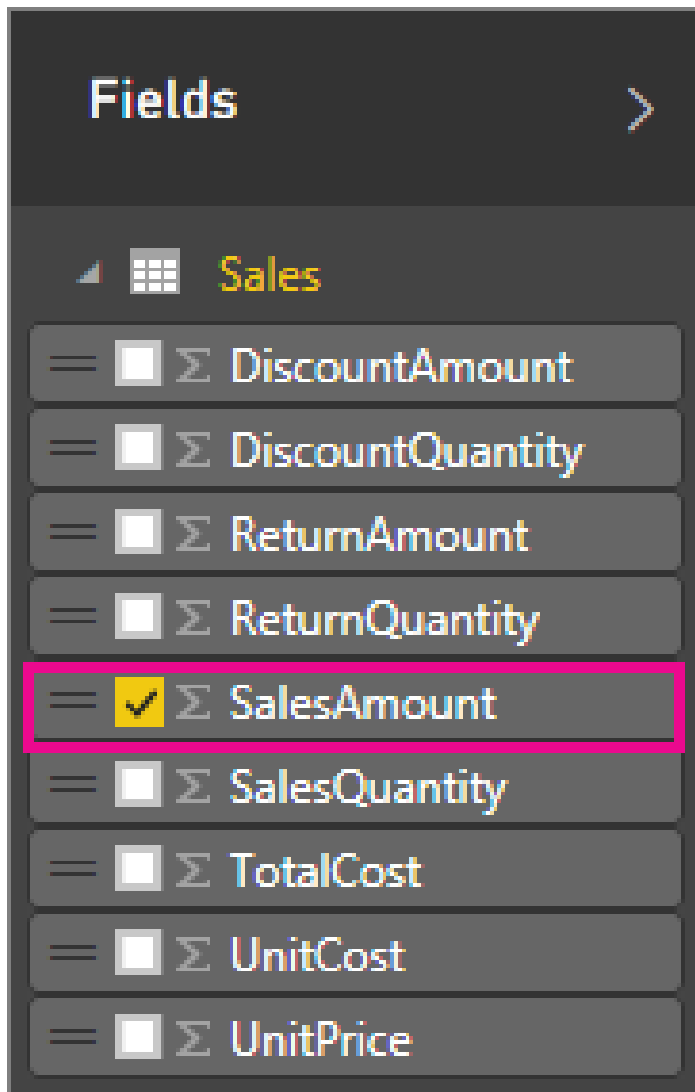 Fields
Sales
Σ DiscountAmount
Σ DiscountQuantity
Σ ReturnAmount
Σ ReturnQuantity
Σ SalesAmount
Σ SalesQuantity
Σ TotalCost
Σ UnitCost
Σ UnitPrice